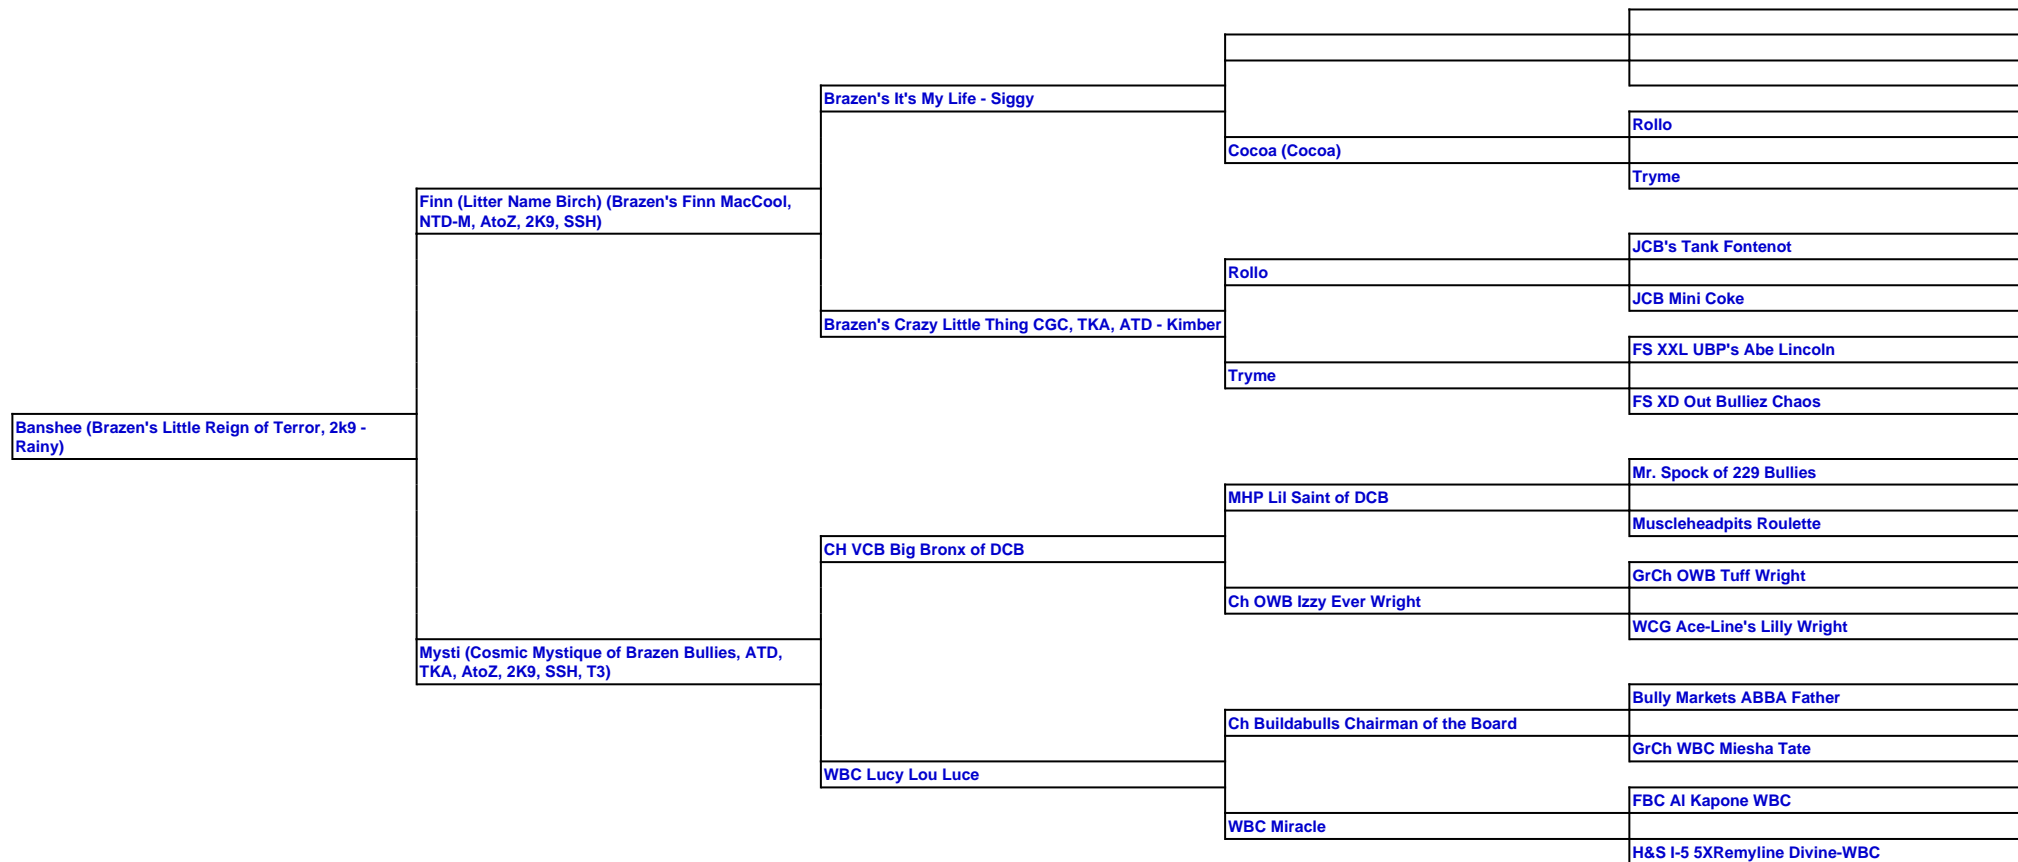 Brazen's It's My Life - Siggy
Rollo
Cocoa (Cocoa)
Tryme
Finn (Litter Name Birch) (Brazen's Finn MacCool,
NTD-M, AtoZ, 2K9, SSH)
JCB's Tank Fontenot
Rollo
JCB Mini Coke
Brazen's Crazy Little Thing CGC, TKA, ATD - Kimber
FS XXL UBP's Abe Lincoln
Tryme
FS XD Out Bulliez Chaos
Banshee (Brazen's Little Reign of Terror, 2k9 -
Rainy)
Mr. Spock of 229 Bullies
MHP Lil Saint of DCB
Muscleheadpits Roulette
CH VCB Big Bronx of DCB
GrCh OWB Tuff Wright
Ch OWB Izzy Ever Wright
WCG Ace-Line's Lilly Wright
Mysti (Cosmic Mystique of Brazen Bullies, ATD,
TKA, AtoZ, 2K9, SSH, T3)
Bully Markets ABBA Father
Ch Buildabulls Chairman of the Board
GrCh WBC Miesha Tate
WBC Lucy Lou Luce
FBC Al Kapone WBC
WBC Miracle
H&S I-5 5XRemyline Divine-WBC